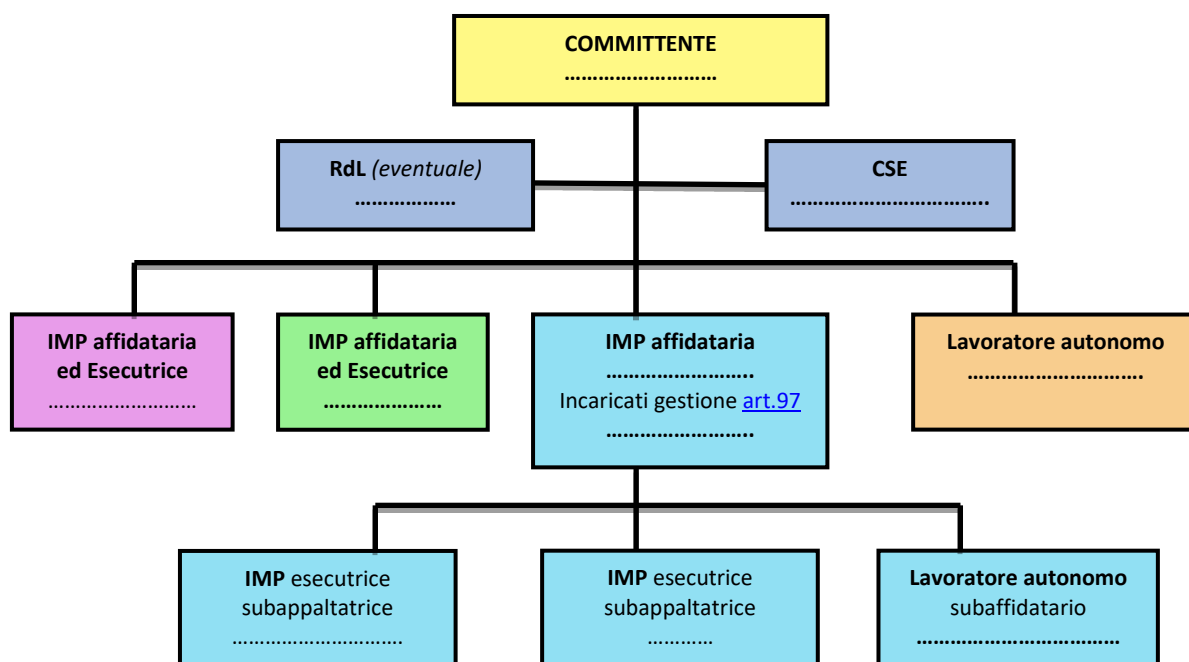 COMMITTENTE
……………………
RdL (eventuale)
………………
CSE
……………………………..
IMP affidataria
ed Esecutrice
………………………
IMP affidataria
ed Esecutrice
…………………
IMP affidataria
……………………..
Incaricati gestione art.97
……………………..
Lavoratore autonomo
……………………….
IMP esecutrice
subappaltatrice
………………………….
IMP esecutrice
subappaltatrice
…………
Lavoratore autonomo
subaffidatario
………………………………